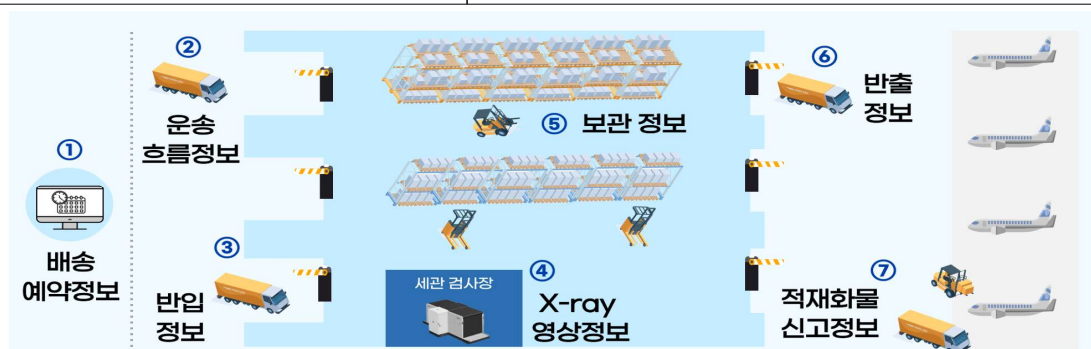 ①
배송
예약정보
②
운송
흐름정보
③
반입
정보
세관 검사장
④
X-ray
영상정보
⑤ 보관 정보
⑥
반출
정보
⑦
적재화물
신고정보